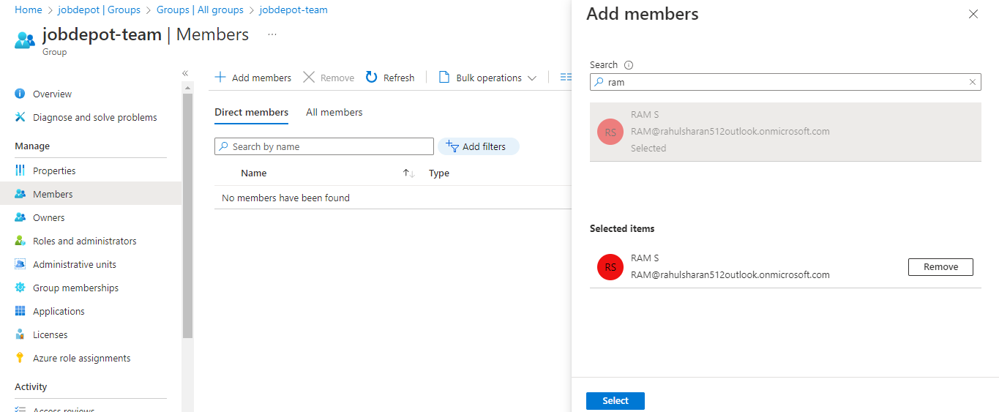 Home > jobdepot | Groups > Groups | All groups > jobdepot-team
jobdepot-team | Members ...
Group
«
Overview
Diagnose and solve problems
Manage
Properties
Members
Owners
Roles and administrators
Administrative units
Group memberships
Applications
Licenses
Azure role assignments
Activity
Access reviews
Add members Remove Refresh Bulk operations
Direct members All members
Search by name Add filters
Name Type
No members have been found
Add members
Search
ram
RS
RAM S
RAM@rahulsharan512outlook.onmicrosoft.com
Selected
Selected items
RS
RAM S
RAM@rahulsharan512outlook.onmicrosoft.com
Remove
Select